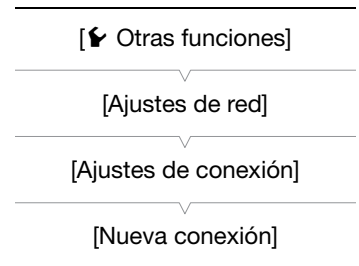 [ Otras funciones]
[Ajustes de red]
[Ajustes de conexión]
[Nueva conexión]